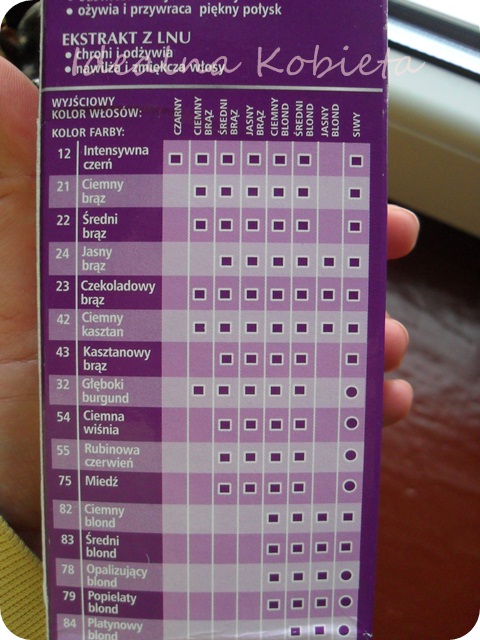 • ożywia i przywraca piękny połysk
EKSTRAKT Z LNU
• chroni i odżywia
• nawilża i zmiękcza włosy
Kobieta
WYJŚCIOWY
KOLOR WŁOSÓW:
KOLOR FARBY:
CZARNY
CIEMNY
BRĄZ
ŚREDNI
BRĄZ
JASNY
BRĄZ
CIEMNY
BLOND
ŚREDNI
BLOND
JASNY
BLOND
SIWY
12 Intensywna
czerń
21 Ciemny
brąz
22 Średni
brąz
24 Jasny
brąz
23 Czekoladowy
brąz
42 Ciemny
kasztan
43 Kasztanowy
brąz
32 Głęboki
burgund
54 Ciemna
wiśnia
55 Rubinowa
czerwień
75 Miedź
82 Ciemny
blond
83 Średni
blond
78 Opalizujący
blond
79 Popielaty
blond
84 Platynowy
blond